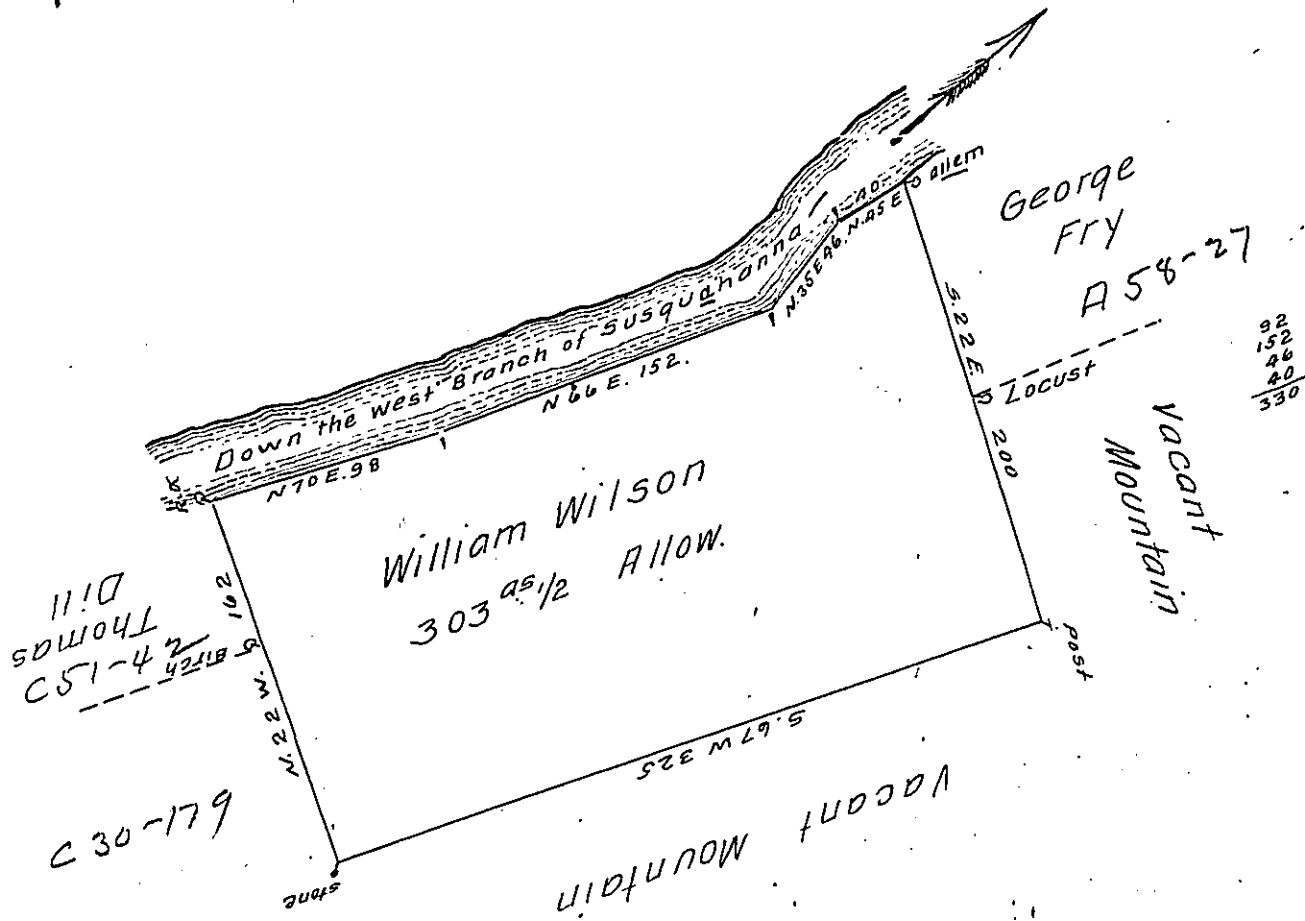 Down the West Branch of Susquahanna
N 70 E. 98
N 66 E. 152.
N. 35 E 46.
N. 45 E
40
allem
George
Fry
A 58-27
S. 22 E.
Locust
200
Vacant
Mountain
92
152
46
40
330
William Wilson
303 as 1/2 Allow.
Thomas
Dill
C51-42
Birch
N. 22 W.
162
C 30-179
stone
S. 67 W 325
post
Vacant Mountain